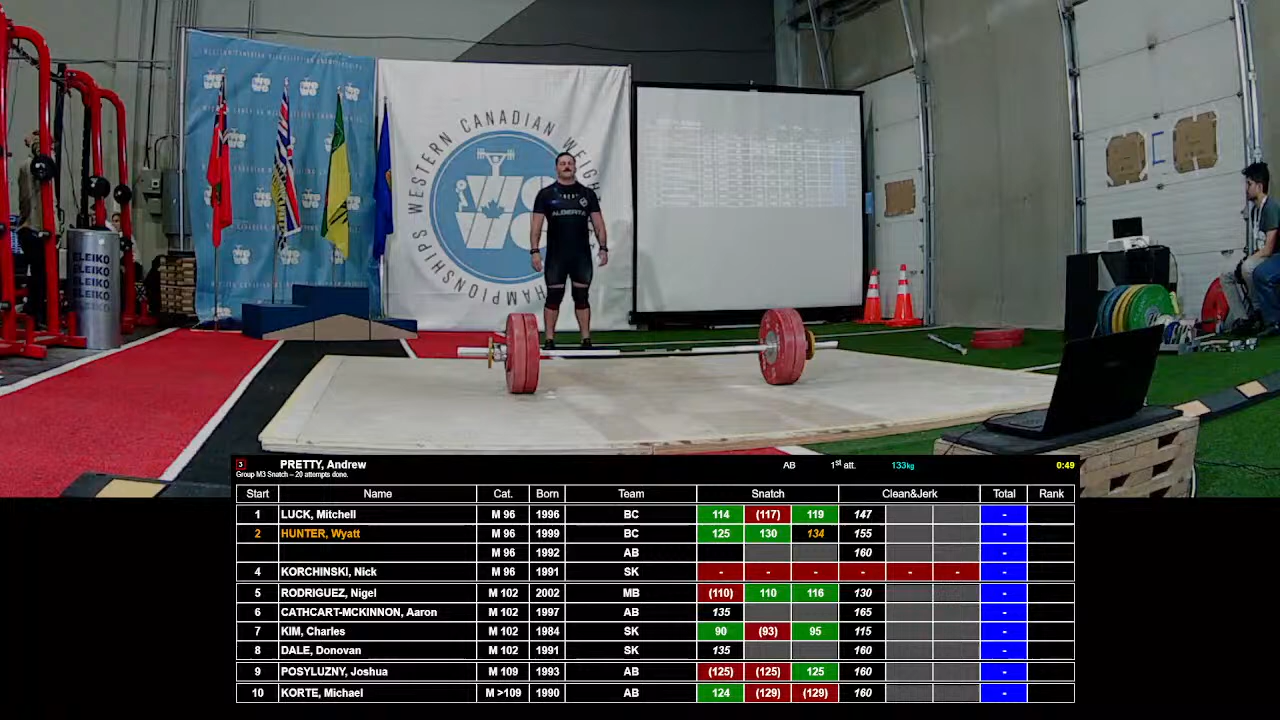 WESTERN CANADIAN WEIGH
CHAMPIONSHIPS
ALBERTA
ELEIKO
ELEIKO
ELEIKO
ELEIKO
3 PRETTY, Andrew AB 1st att. 133kg 0:49
Group M3 Snatch – 20 attempts done.
Start Name Cat. Born Team Snatch Clean&Jerk Total Rank
1 LUCK, Mitchell M 96 1996 BC 114 (117) 119 147 -
2 HUNTER, Wyatt M 96 1999 BC 125 130 134 155 -
M 96 1992 AB 160 -
4 KORCHINSKI, Nick M 96 1991 SK - - - - - - -
5 RODRIGUEZ, Nigel M 102 2002 MB (110) 110 116 130 -
6 CATHCART-MCKINNON, Aaron M 102 1997 AB 135 165 -
7 KIM, Charles M 102 1984 SK 90 (93) 95 115 -
8 DALE, Donovan M 102 1991 SK 135 160 -
9 POSYLUZNY, Joshua M 109 1993 AB (125) (125) 125 160 -
10 KORTE, Michael M >109 1990 AB 124 (129) (129) 160 -